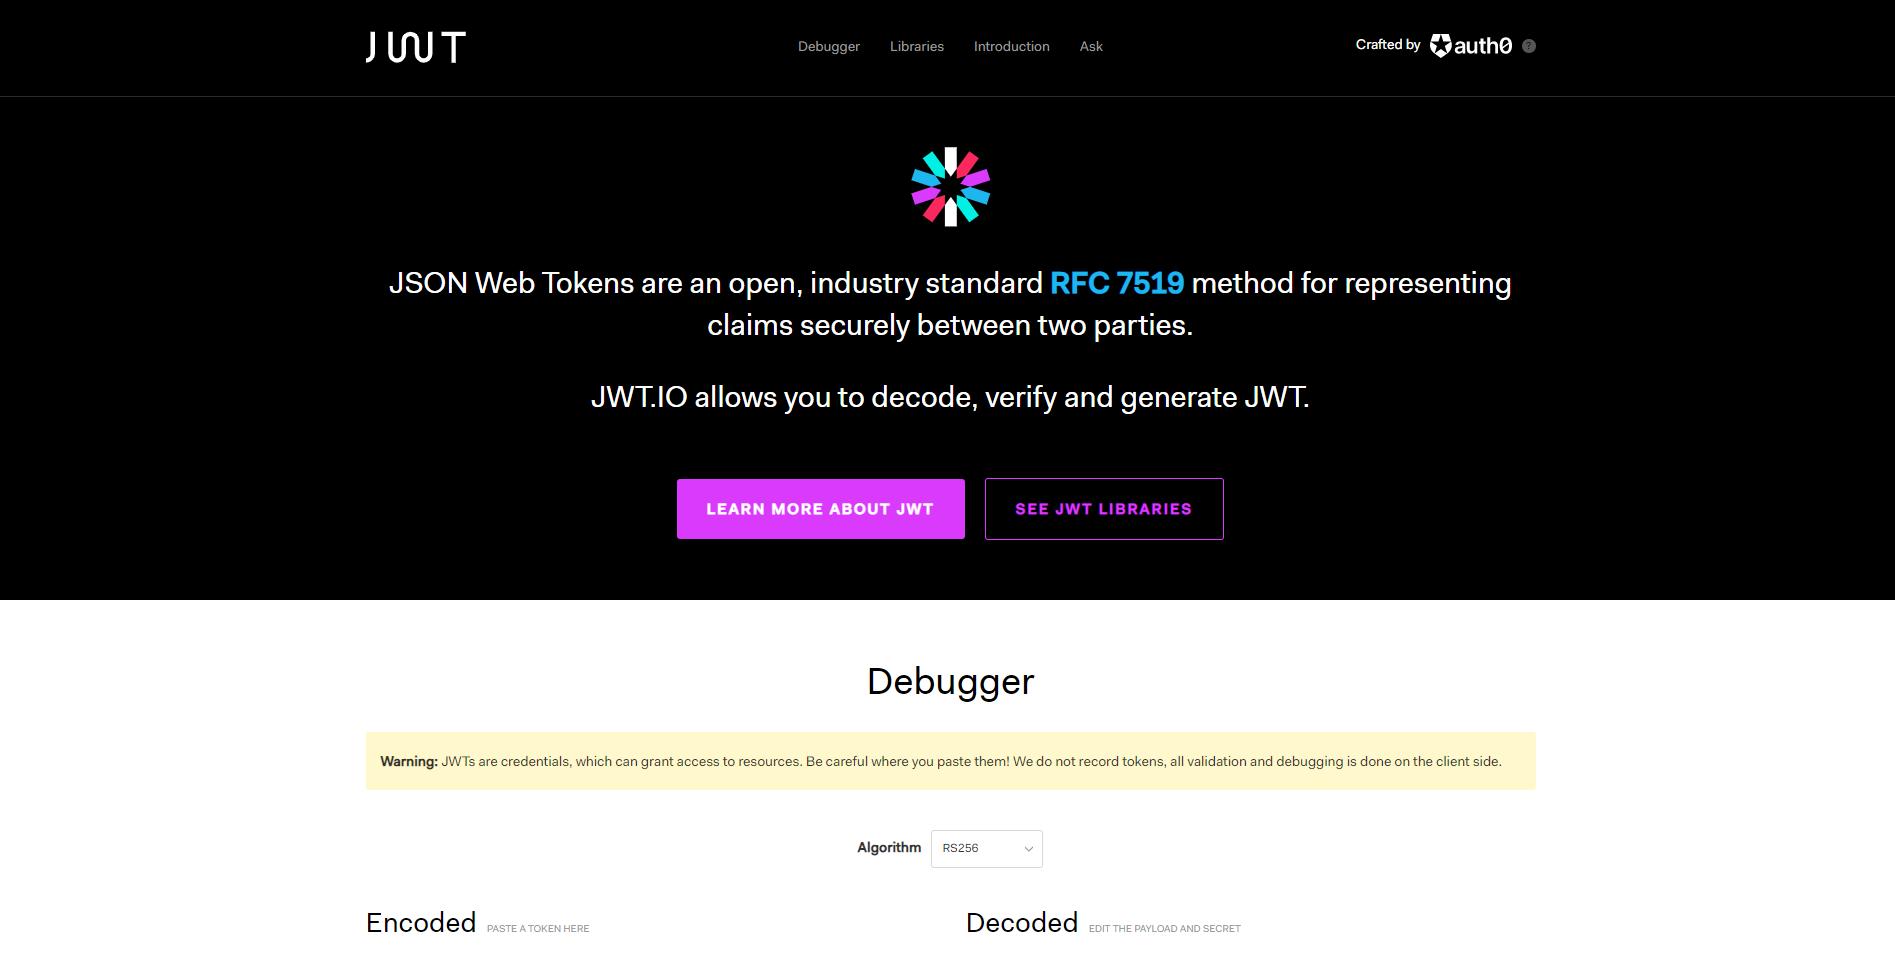 JWT
Debugger
Libraries
Introduction
Ask
Crafted by auth0 ?
JSON Web Tokens are an open, industry standard RFC 7519 method for representing
claims securely between two parties.
JWT.IO allows you to decode, verify and generate JWT.
LEARN MORE ABOUT JWT
SEE JWT LIBRARIES
Debugger
Warning: JWTs are credentials, which can grant access to resources. Be careful where you paste them! We do not record tokens, all validation and debugging is done on the client side.
Algorithm
RS256
Encoded PASTE A TOKEN HERE
Decoded EDIT THE PAYLOAD AND SECRET